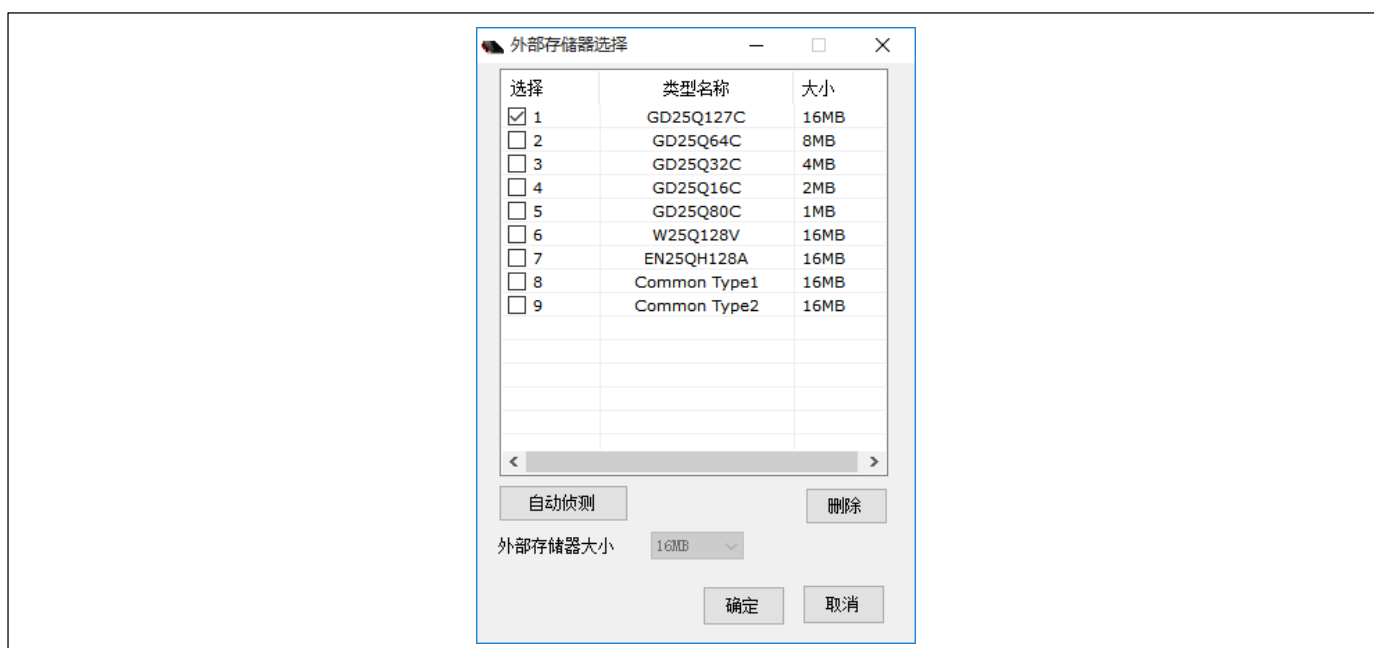 外部存储器选择
选择 类型名称 大小
1 GD25Q127C 16MB
2 GD25Q64C 8MB
3 GD25Q32C 4MB
4 GD25Q16C 2MB
5 GD25Q80C 1MB
6 W25Q128V 16MB
7 EN25QH128A 16MB
8 Common Type1 16MB
9 Common Type2 16MB
自动侦测 删除
外部存储器大小 16MB
确定 取消